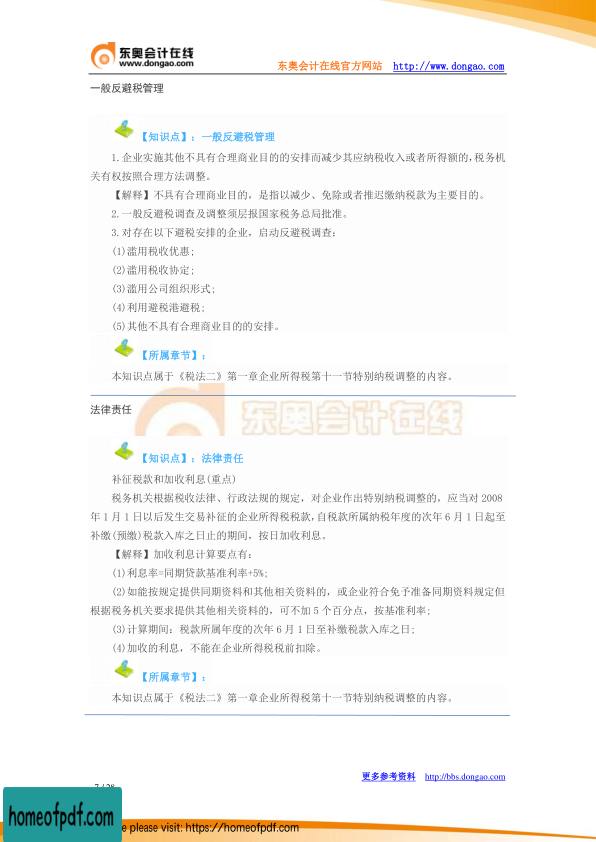 东奥会计在线
www.dongao.com
东奥会计在线官方网站 http://www.dongao.com
一般反避税管理
【知识点】：一般反避税管理
1.企业实施其他不具有合理商业目的的安排而减少其应纳税收入或者所得额的，税务机
关有权按照合理方法调整。
【解释】不具有合理商业目的，是指以减少、免除或者推迟缴纳税款为主要目的。
2.一般反避税调查及调整须层报国家税务总局批准。
3.对存在以下避税安排的企业，启动反避税调查：
(1)滥用税收优惠;
(2)滥用税收协定;
(3)滥用公司组织形式;
(4)利用避税港避税;
(5)其他不具有合理商业目的的安排。
【所属章节】：
本知识点属于《税法二》第一章企业所得税第十一节特别纳税调整的内容。
东奥会计在线
法律责任
【知识点】：法律责任
补征税款和加收利息(重点)
税务机关根据税收法律、行政法规的规定，对企业作出特别纳税调整的，应当对 2008
年 1 月 1 日以后发生交易补征的企业所得税税款，自税款所属纳税年度的次年 6 月 1 日起至
补缴(预缴)税款入库之日止的期间，按日加收利息。
【解释】加收利息计算要点有：
(1)利息率=同期贷款基准利率+5%;
(2)如能按规定提供同期资料和其他相关资料的，或企业符合免予准备同期资料规定但
根据税务机关要求提供其他相关资料的，可不加 5 个百分点，按基准利率;
(3)计算期间：税款所属年度的次年 6 月 1 日至补缴税款入库之日;
(4)加收的利息，不能在企业所得税税前扣除。
【所属章节】：
本知识点属于《税法二》第一章企业所得税第十一节特别纳税调整的内容。
更多参考资料 http://bbs.dongao.com
homeofpdf.com
please visit: https://homeofpdf.com